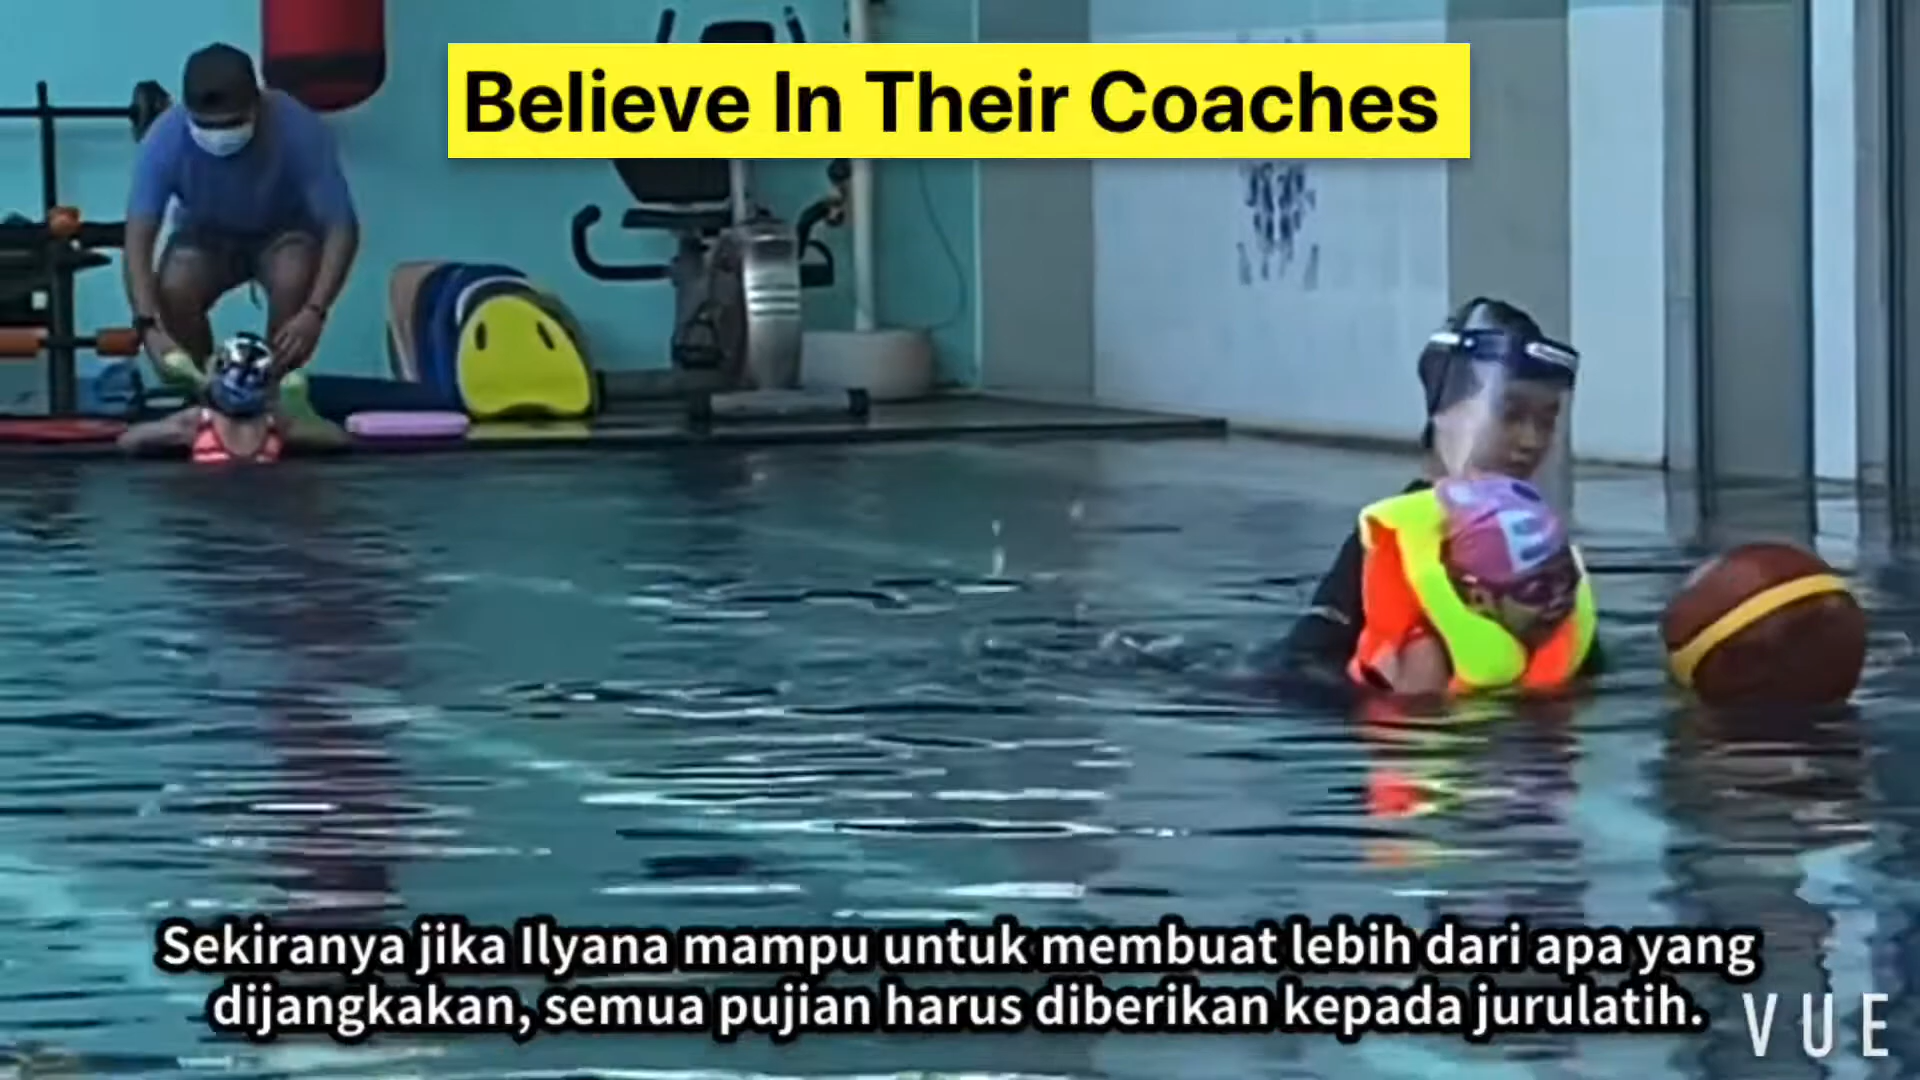 Believe In Their Coaches
Sekiranya jika Ilyana mampu untuk membuat lebih dari apa yang
dijangkakan, semua pujian harus diberikan kepada jurulatih.
VUE